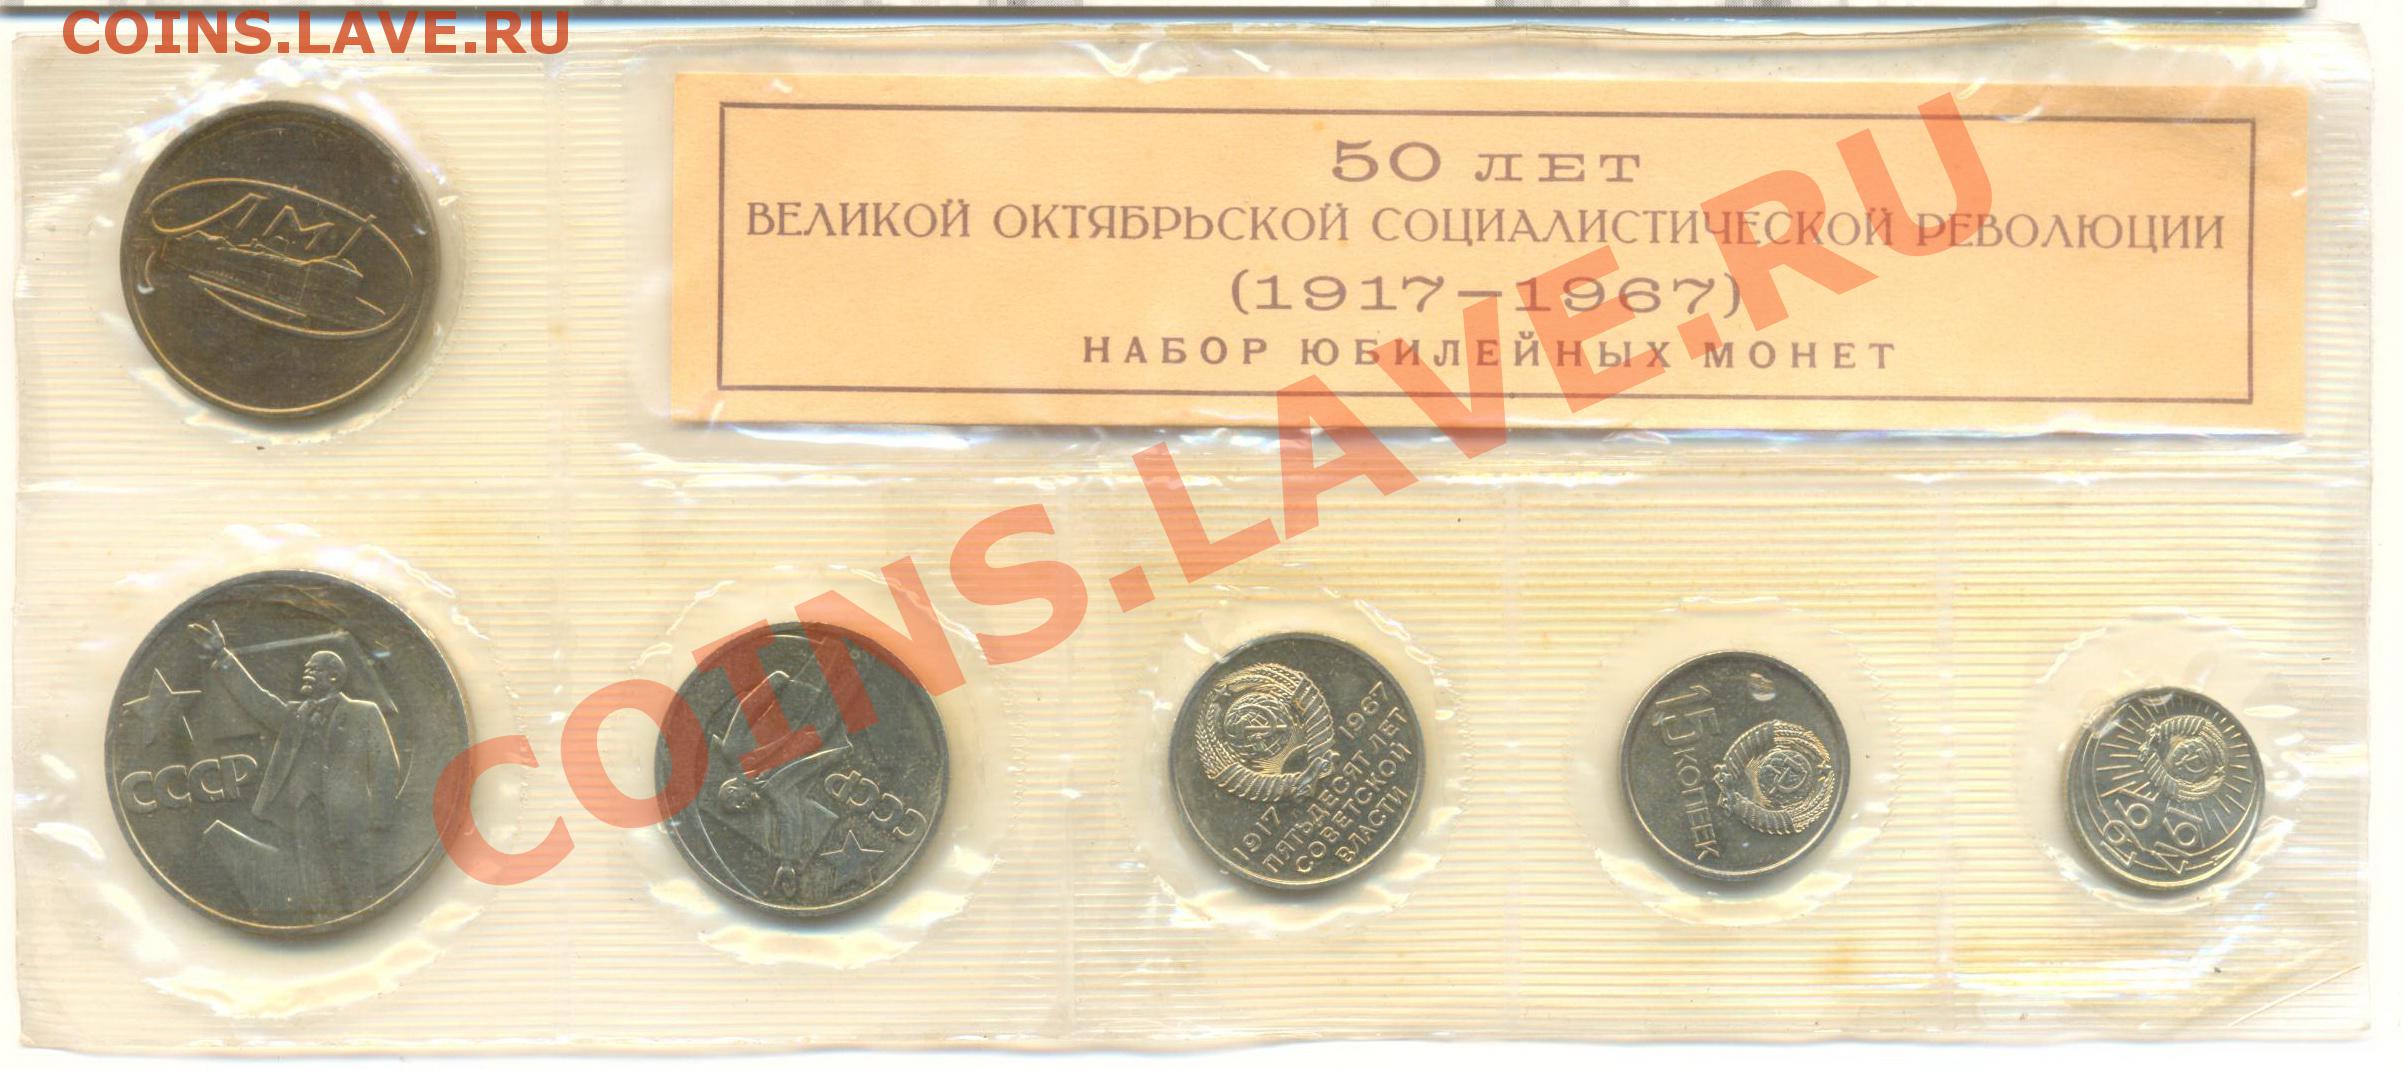 COINS.LAVE.RU
50 ЛЕТ
ВЕЛИКОЙ ОКТЯБРЬСКОЙ СОЦИАЛИСТИЧЕСКОЙ РЕВОЛЮЦИИ
(1917—1967)
НАБОР ЮБИЛЕЙНЫХ МОНЕТ
COINS.LAVE.RU
ЛМД
СССР
СССР
1917 1967
ПЯТЬДЕСЯТ ЛЕТ
СОВЕТСКОЙ
ВЛАСТИ
15 КОПЕЕК
1917
1967